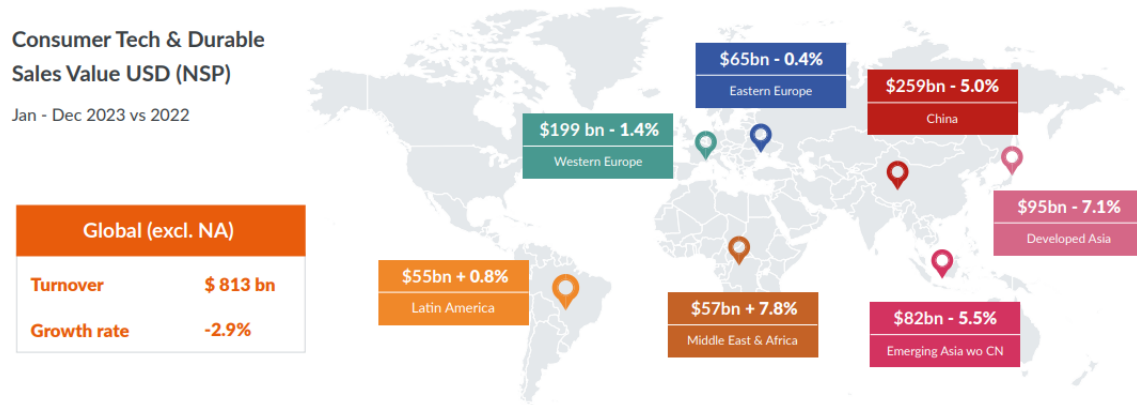 Consumer Tech & Durable
Sales Value USD (NSP)
Jan - Dec 2023 vs 2022
Global (excl. NA)
Turnover $ 813 bn
Growth rate -2.9%
$65bn - 0.4%
Eastern Europe
$259bn - 5.0%
China
$199 bn - 1.4%
Western Europe
$95bn - 7.1%
Developed Asia
$55bn + 0.8%
Latin America
$57bn + 7.8%
Middle East & Africa
$82bn - 5.5%
Emerging Asia wo CN